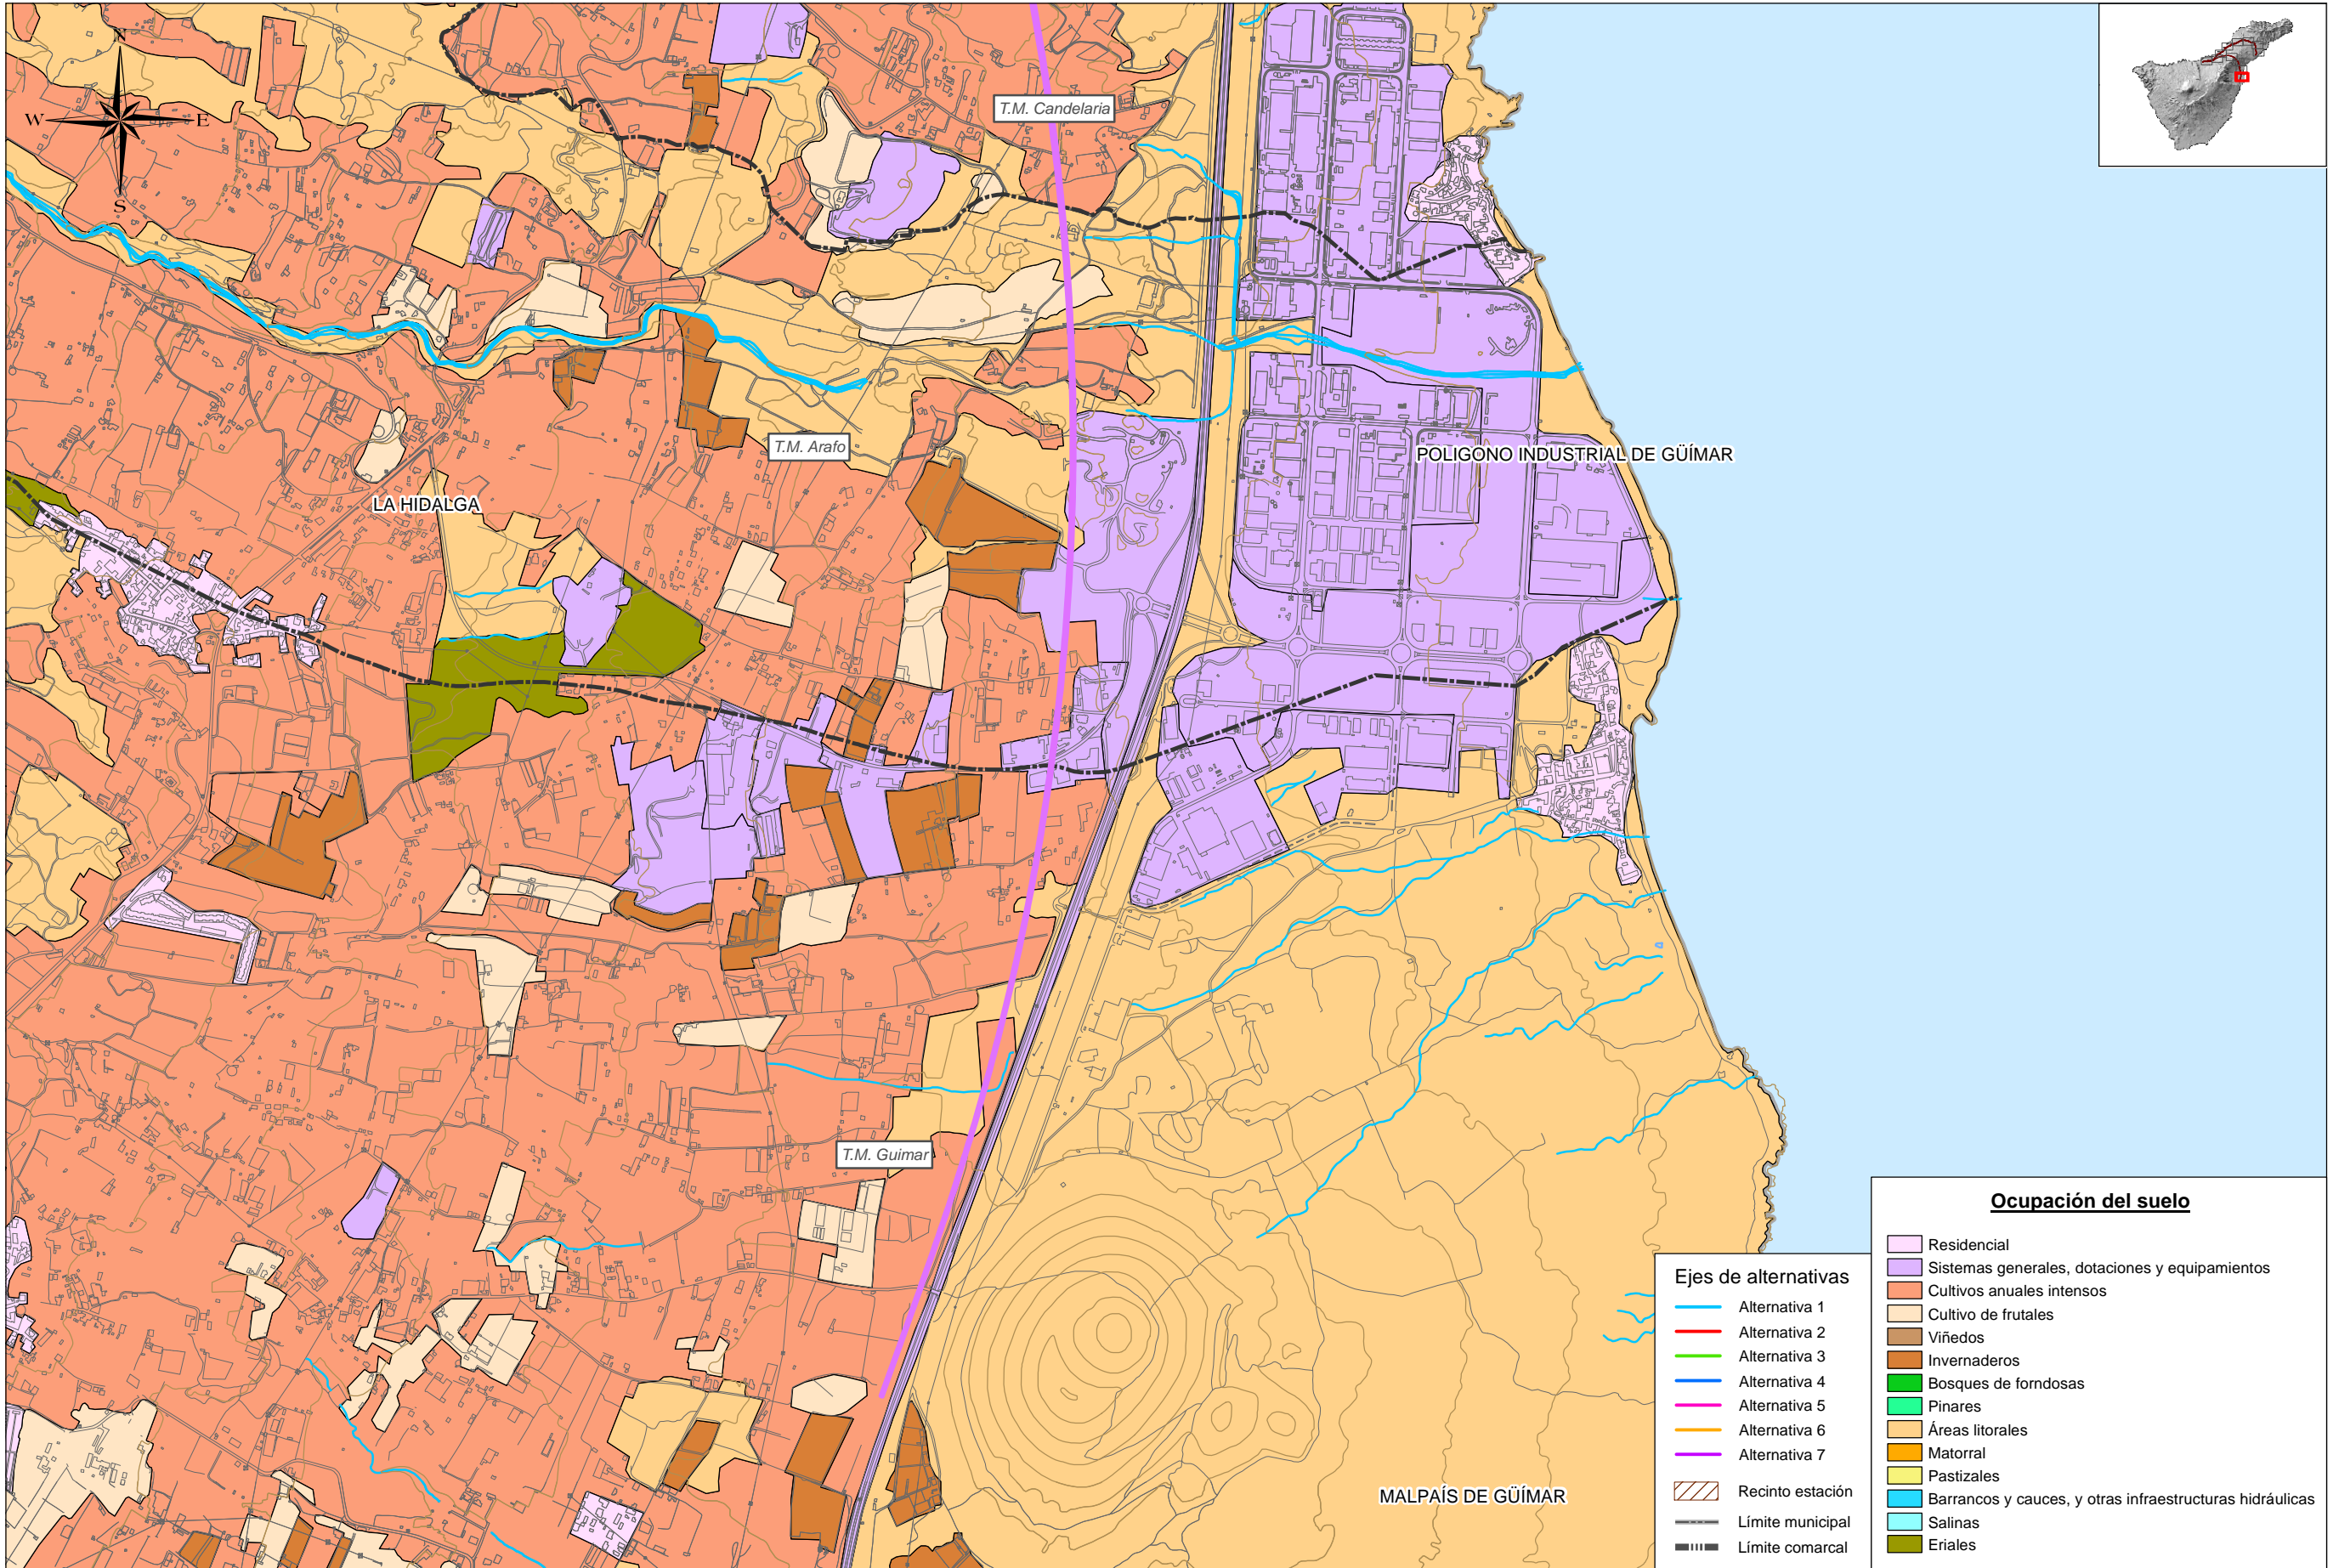 N
W
E
S
T.M. Candelaria
T.M. Arafo
POLIGONO INDUSTRIAL DE GÜÍMAR
LA HIDALGA
T.M. Guimar
MALPAÍS DE GÜÍMAR
Ejes de alternativas
Alternativa 1
Alternativa 2
Alternativa 3
Alternativa 4
Alternativa 5
Alternativa 6
Alternativa 7
Recinto estación
Límite municipal
Límite comarcal
Ocupación del suelo
Residencial
Sistemas generales, dotaciones y equipamientos
Cultivos anuales intensos
Cultivo de frutales
Viñedos
Invernaderos
Bosques de forndosas
Pinares
Áreas litorales
Matorral
Pastizales
Barrancos y cauces, y otras infraestructuras hidráulicas
Salinas
Eriales